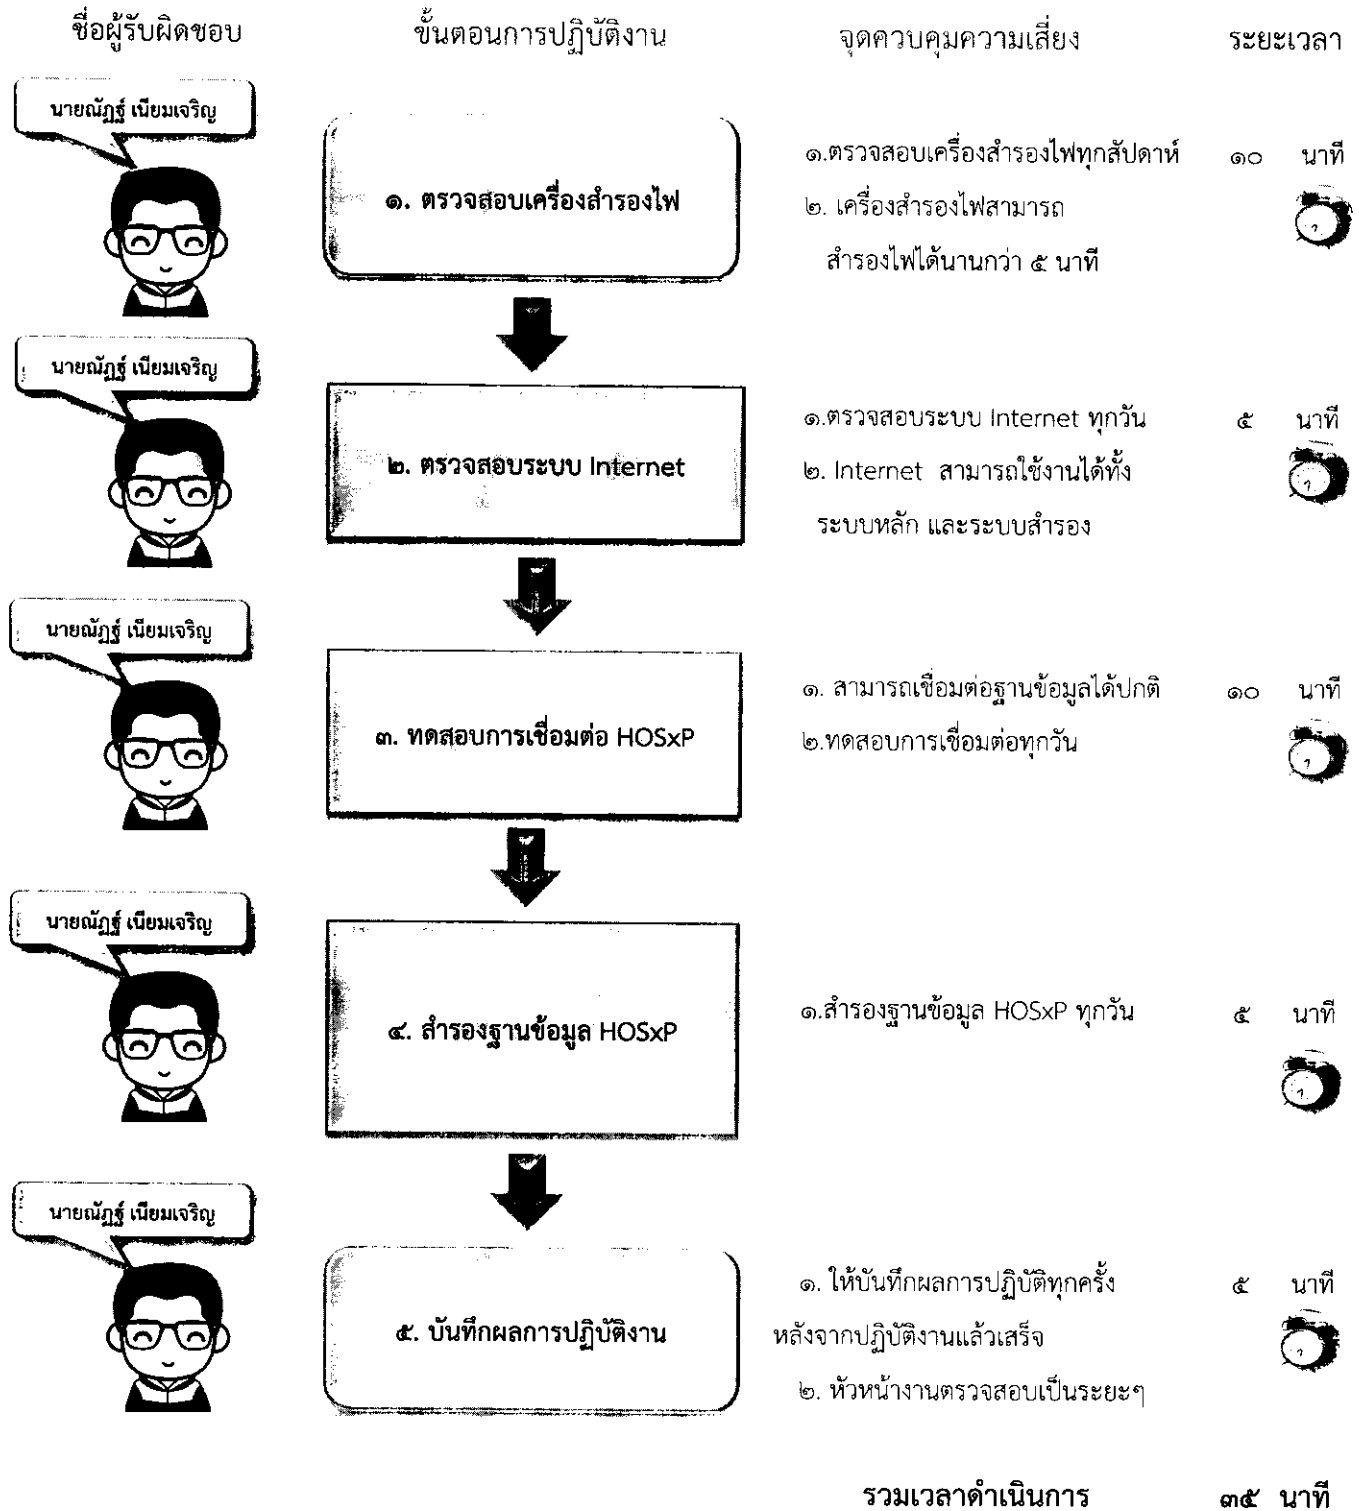 ชื่อผู้รับผิดชอบ ขั้นตอนการปฏิบัติงาน จุดควบคุมความเสี่ยง ระยะเวลา
นายณัฏฐ์ เนียมเจริญ
๑. ตรวจสอบเครื่องสำรองไฟ
๑.ตรวจสอบเครื่องสำรองไฟทุกสัปดาห์ ๑๐ นาที
๒. เครื่องสำรองไฟสามารถ
สำรองไฟได้นานกว่า ๕ นาที
นายณัฏฐ์ เนียมเจริญ
๒. ตรวจสอบระบบ Internet
๑.ตรวจสอบระบบ Internet ทุกวัน ๕ นาที
๒. Internet สามารถใช้งานได้ทั้ง
ระบบหลัก และระบบสำรอง
นายณัฏฐ์ เนียมเจริญ
๓. ทดสอบการเชื่อมต่อ HOSxP
๑. สามารถเชื่อมต่อฐานข้อมูลได้ปกติ ๑๐ นาที
๒.ทดสอบการเชื่อมต่อทุกวัน
นายณัฏฐ์ เนียมเจริญ
๔. สำรองฐานข้อมูล HOSxP
๑.สำรองฐานข้อมูล HOSxP ทุกวัน ๕ นาที
นายณัฏฐ์ เนียมเจริญ
๕. บันทึกผลการปฏิบัติงาน
๑. ให้บันทึกผลการปฏิบัติทุกครั้ง ๕ นาที
หลังจากปฏิบัติงานแล้วเสร็จ
๒. หัวหน้างานตรวจสอบเป็นระยะๆ
รวมเวลาดำเนินการ ๓๕ นาที